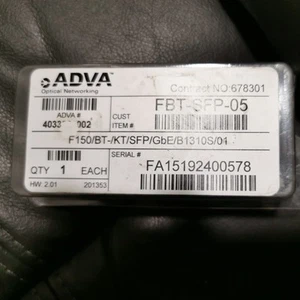 ADVA
Optical Networking
Contract NO:678301
ADVA #
CUST
ITEM #
FBT-SFP-05
F150/BT-/KT/SFP/GbE/B1310S/01
QTY 1 EACH
SERIAL #
FA15192400578
HW: 2.01
201353